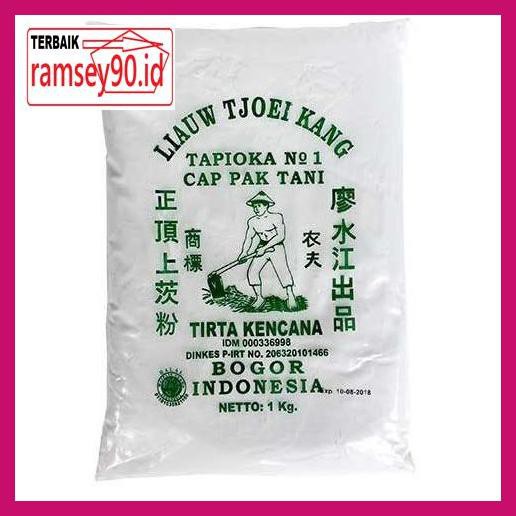 TERBAIK
ramsey90.id
LIAUW TJOEI KANG
TAPIOKA No 1
CAP PAK TANI
正頂上茨粉
商標
农夫
廖水江出品
TIRTA KENCANA
IDM 000336998
DINKES P-IRT NO. 206320101466
BOGOR
INDONESIA
Exp. 10-08-2018
NETTO: 1 Kg.